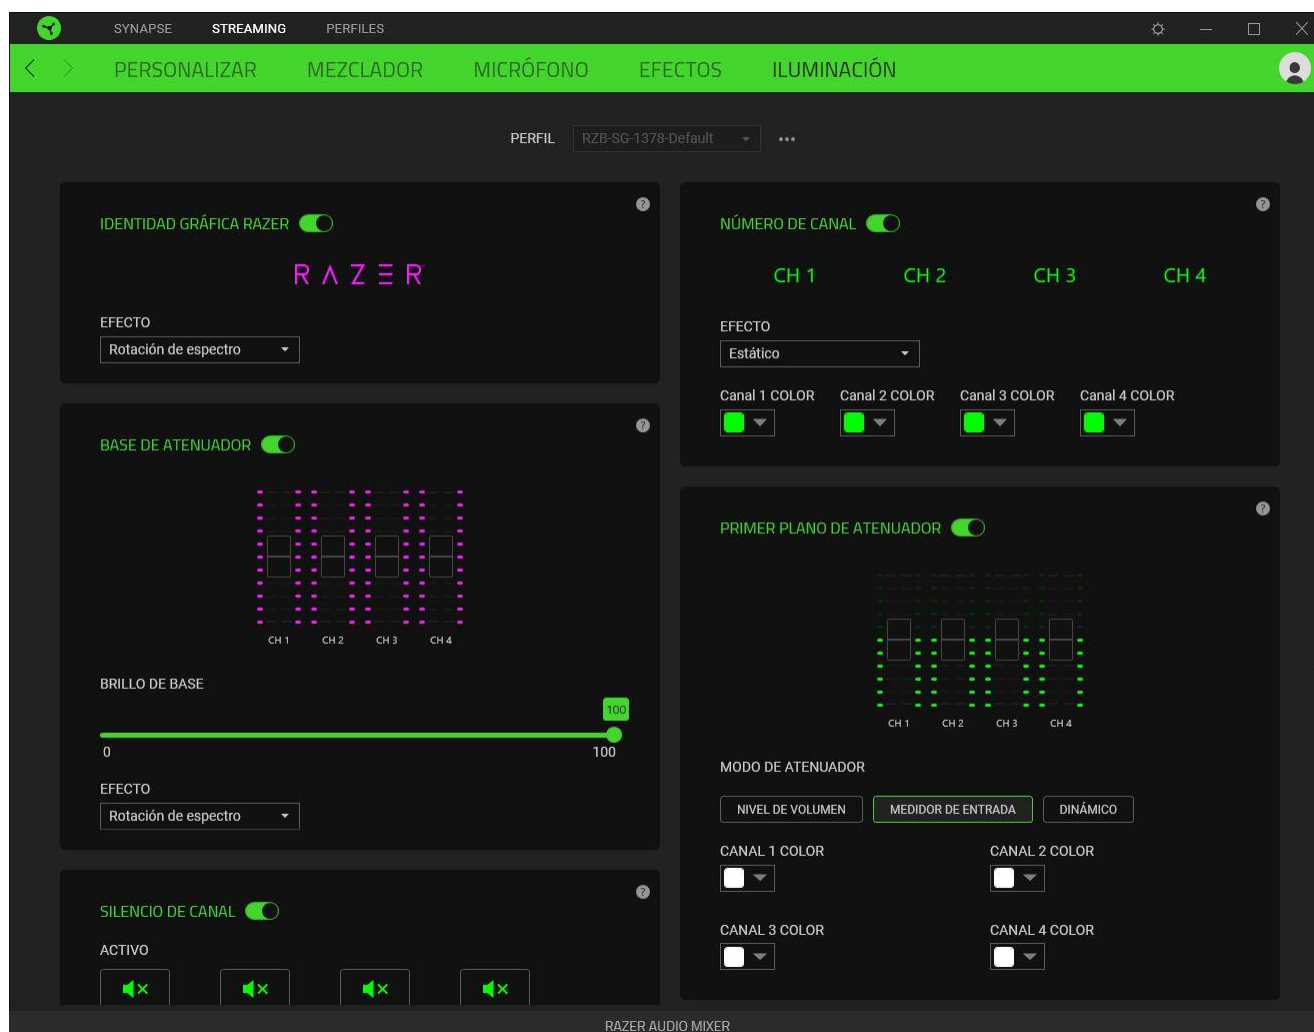 SYNAPSE STREAMING PERFILES
PERSONALIZAR MEZCLADOR MICRÓFONO EFECTOS ILUMINACIÓN
PERFIL RZB-SG-1378-Default
IDENTIDAD GRÁFICA RAZER
RAZER
EFECTO
Rotación de espectro
BASE DE ATENUADOR
CH 1 CH 2 CH 3 CH 4
BRILLO DE BASE
100
0 100
EFECTO
Rotación de espectro
SILENCIO DE CANAL
ACTIVO
NÚMERO DE CANAL
CH 1 CH 2 CH 3 CH 4
EFECTO
Estático
Canal 1 COLOR Canal 2 COLOR Canal 3 COLOR Canal 4 COLOR
PRIMER PLANO DE ATENUADOR
CH 1 CH 2 CH 3 CH 4
MODO DE ATENUADOR
NIVEL DE VOLUMEN MEDIDOR DE ENTRADA DINÁMICO
CANAL 1 COLOR CANAL 2 COLOR
CANAL 3 COLOR CANAL 4 COLOR
RAZER AUDIO MIXER